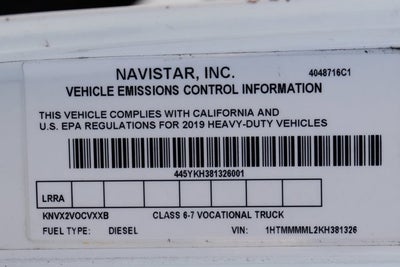 NAVISTAR, INC. 4048716C1
VEHICLE EMISSIONS CONTROL INFORMATION
THIS VEHICLE COMPLIES WITH CALIFORNIA AND
U.S. EPA REGULATIONS FOR 2019 HEAVY-DUTY VEHICLES
445YKH381326001
LRRA
KNVX2VOCVXXB CLASS 6-7 VOCATIONAL TRUCK
FUEL TYPE: DIESEL VIN: 1HTMMMML2KH381326